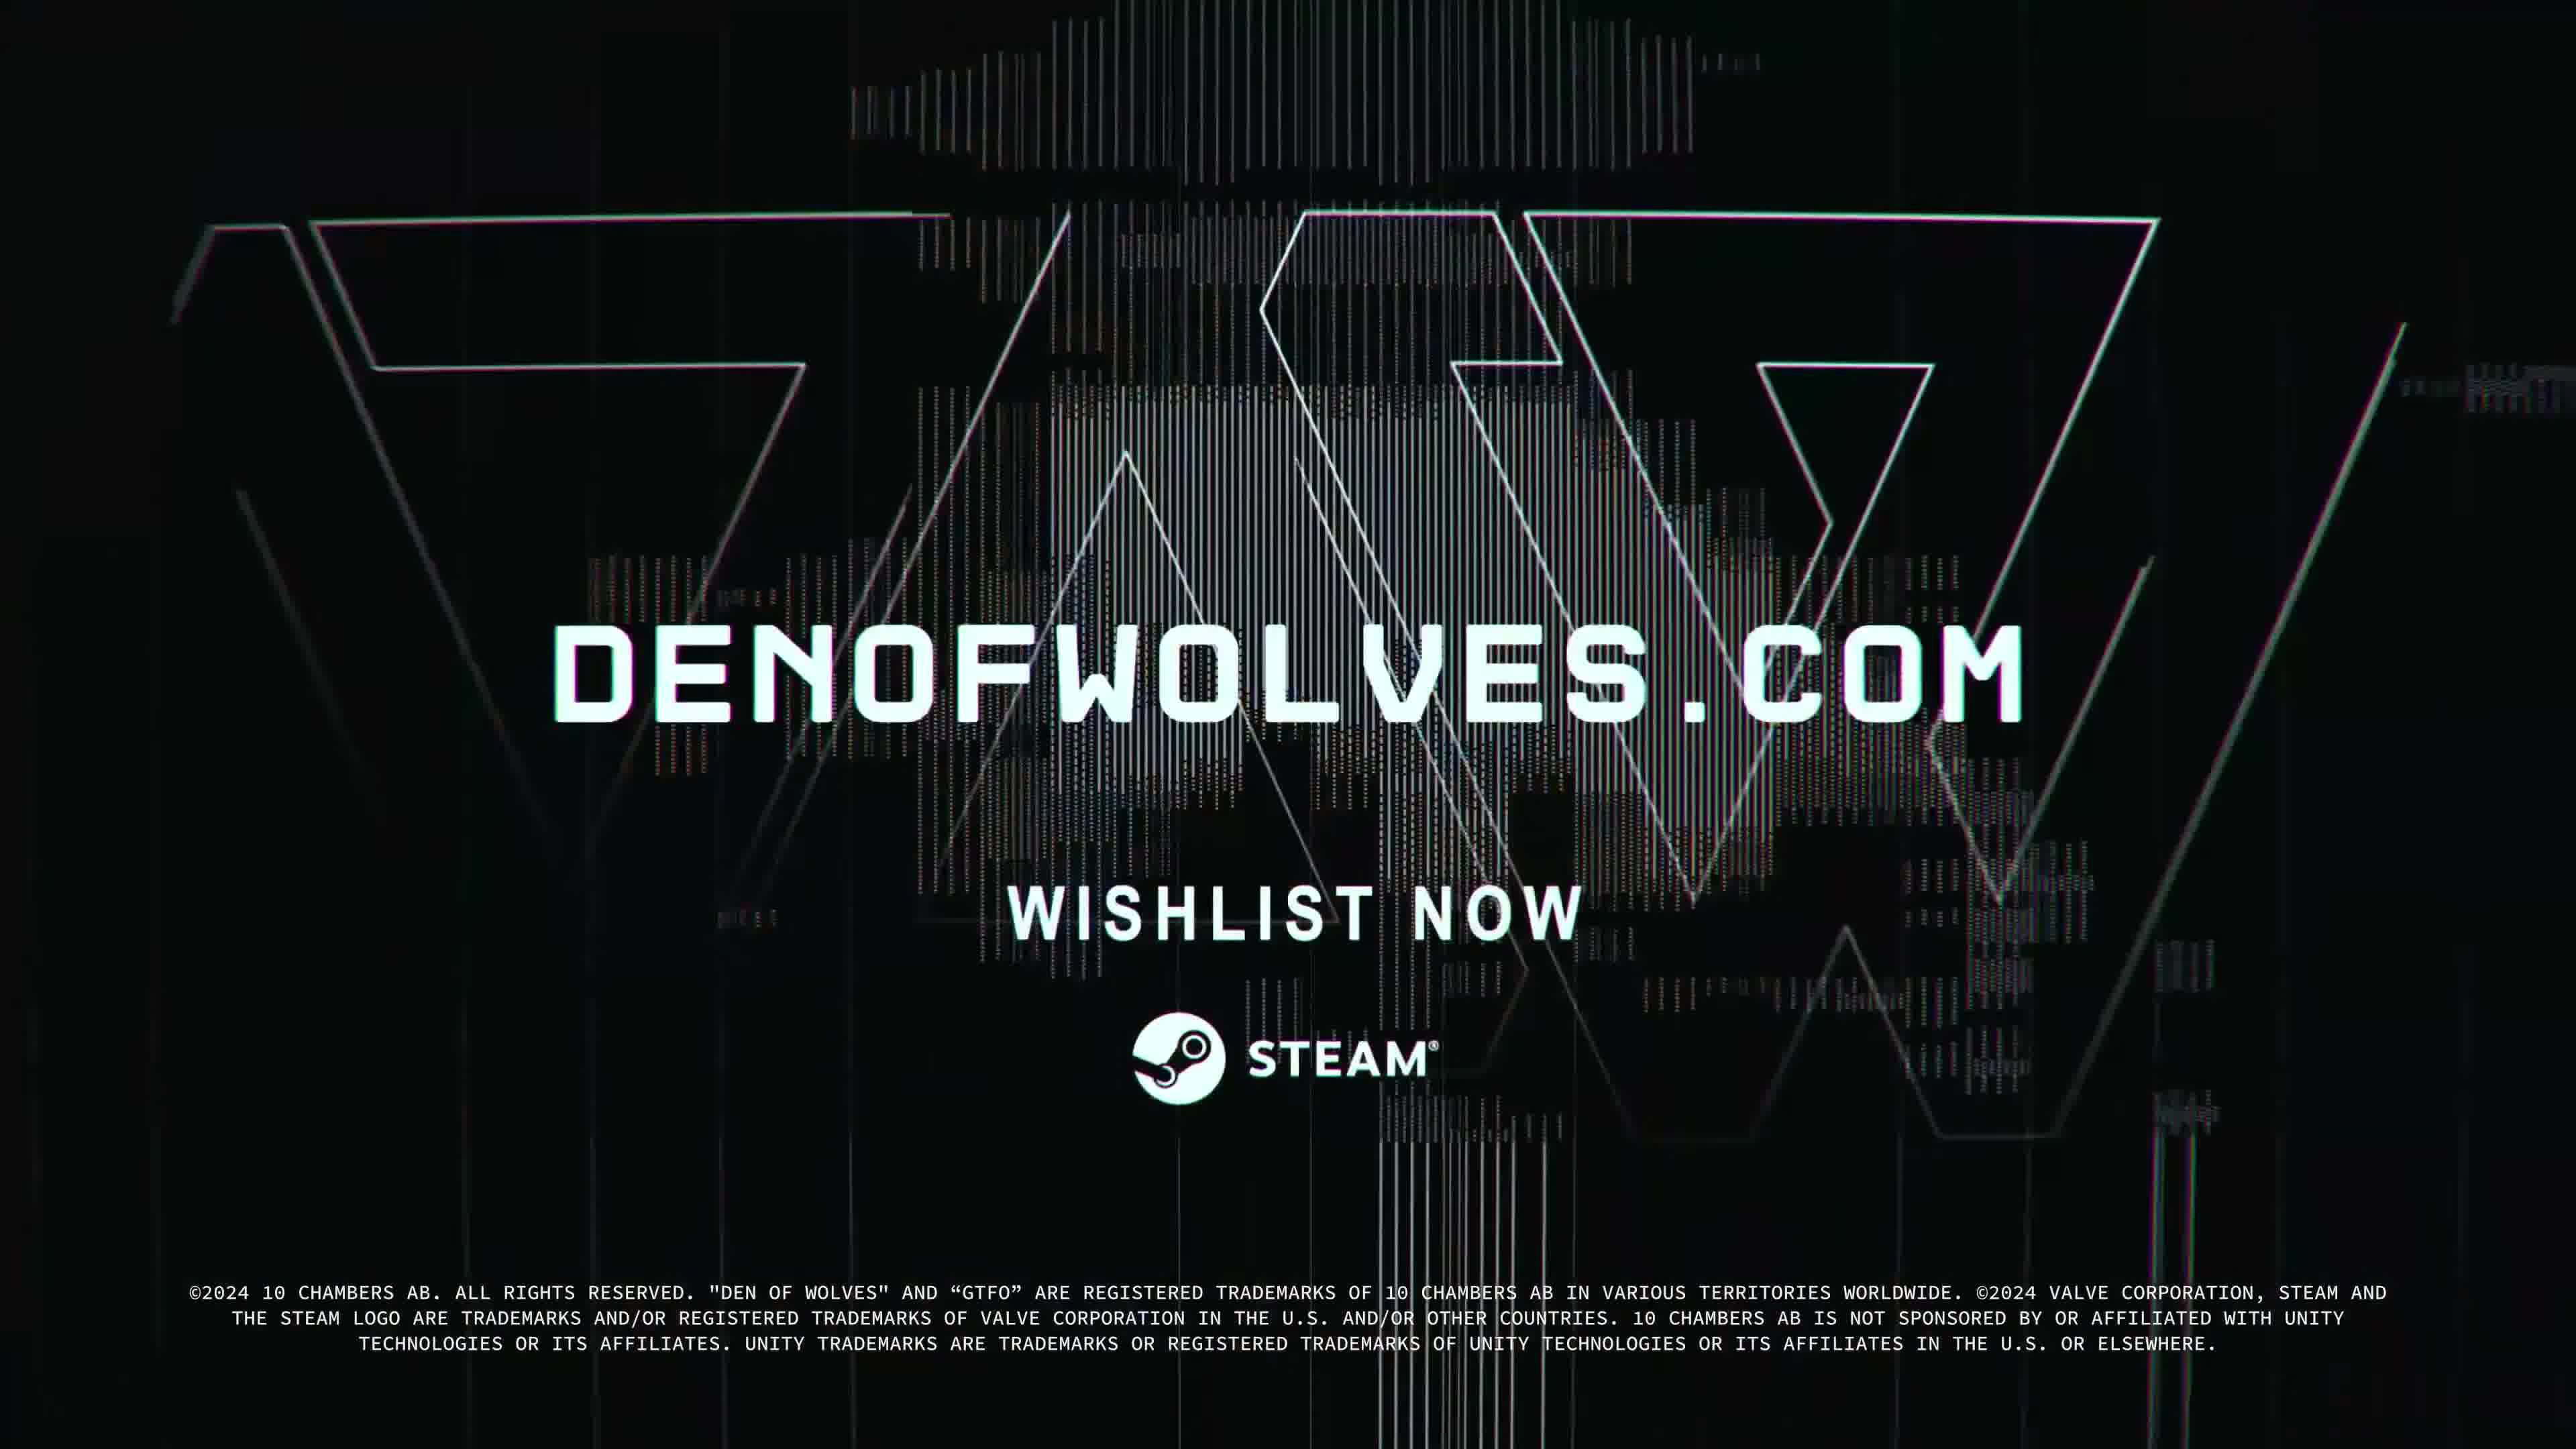 DENOFWOLVES.COM
WISHLIST NOW
STEAM®
©2024 10 CHAMBERS AB. ALL RIGHTS RESERVED. "DEN OF WOLVES" AND “GTFO” ARE REGISTERED TRADEMARKS OF 10 CHAMBERS AB IN VARIOUS TERRITORIES WORLDWIDE. ©2024 VALVE CORPORATION, STEAM AND
THE STEAM LOGO ARE TRADEMARKS AND/OR REGISTERED TRADEMARKS OF VALVE CORPORATION IN THE U.S. AND/OR OTHER COUNTRIES. 10 CHAMBERS AB IS NOT SPONSORED BY OR AFFILIATED WITH UNITY
TECHNOLOGIES OR ITS AFFILIATES. UNITY TRADEMARKS ARE TRADEMARKS OR REGISTERED TRADEMARKS OF UNITY TECHNOLOGIES OR ITS AFFILIATES IN THE U.S. OR ELSEWHERE.